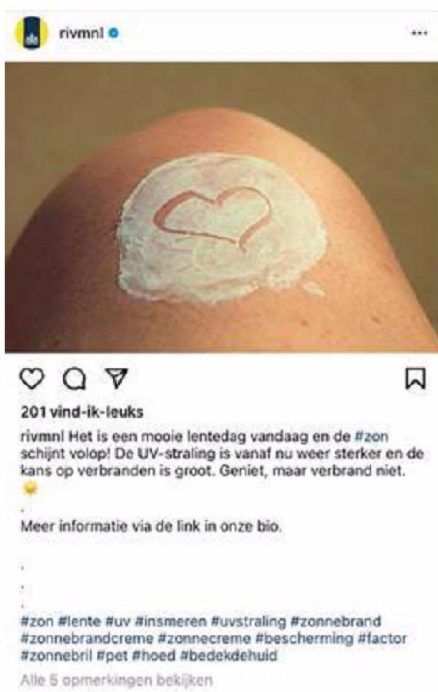 rivmnl
201 vind-ik-leuks
rivmnl Het is een mooie lentedag vandaag en de #zon
schijnt volop! De UV-straling is vanaf nu weer sterker en de
kans op verbranden is groot. Geniet, maar verbrand niet.
.
Meer informatie via de link in onze bio.
.
.
.
#zon #lente #uv #insmeren #uvstraling #zonnebrand
#zonnebrandcreme #zonnecreme #bescherming #factor
#zonnebril #pet #hoed #bedekdehuid
Alle 5 opmerkingen bekijken